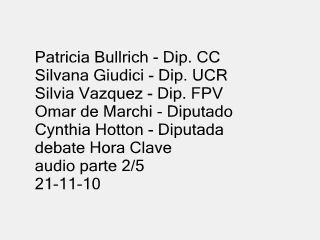 Patricia Bullrich - Dip. CC
Silvana Giudici - Dip. UCR
Silvia Vazquez - Dip. FPV
Omar de Marchi - Diputado
Cynthia Hotton - Diputada
debate Hora Clave
audio parte 2/5
21-11-10